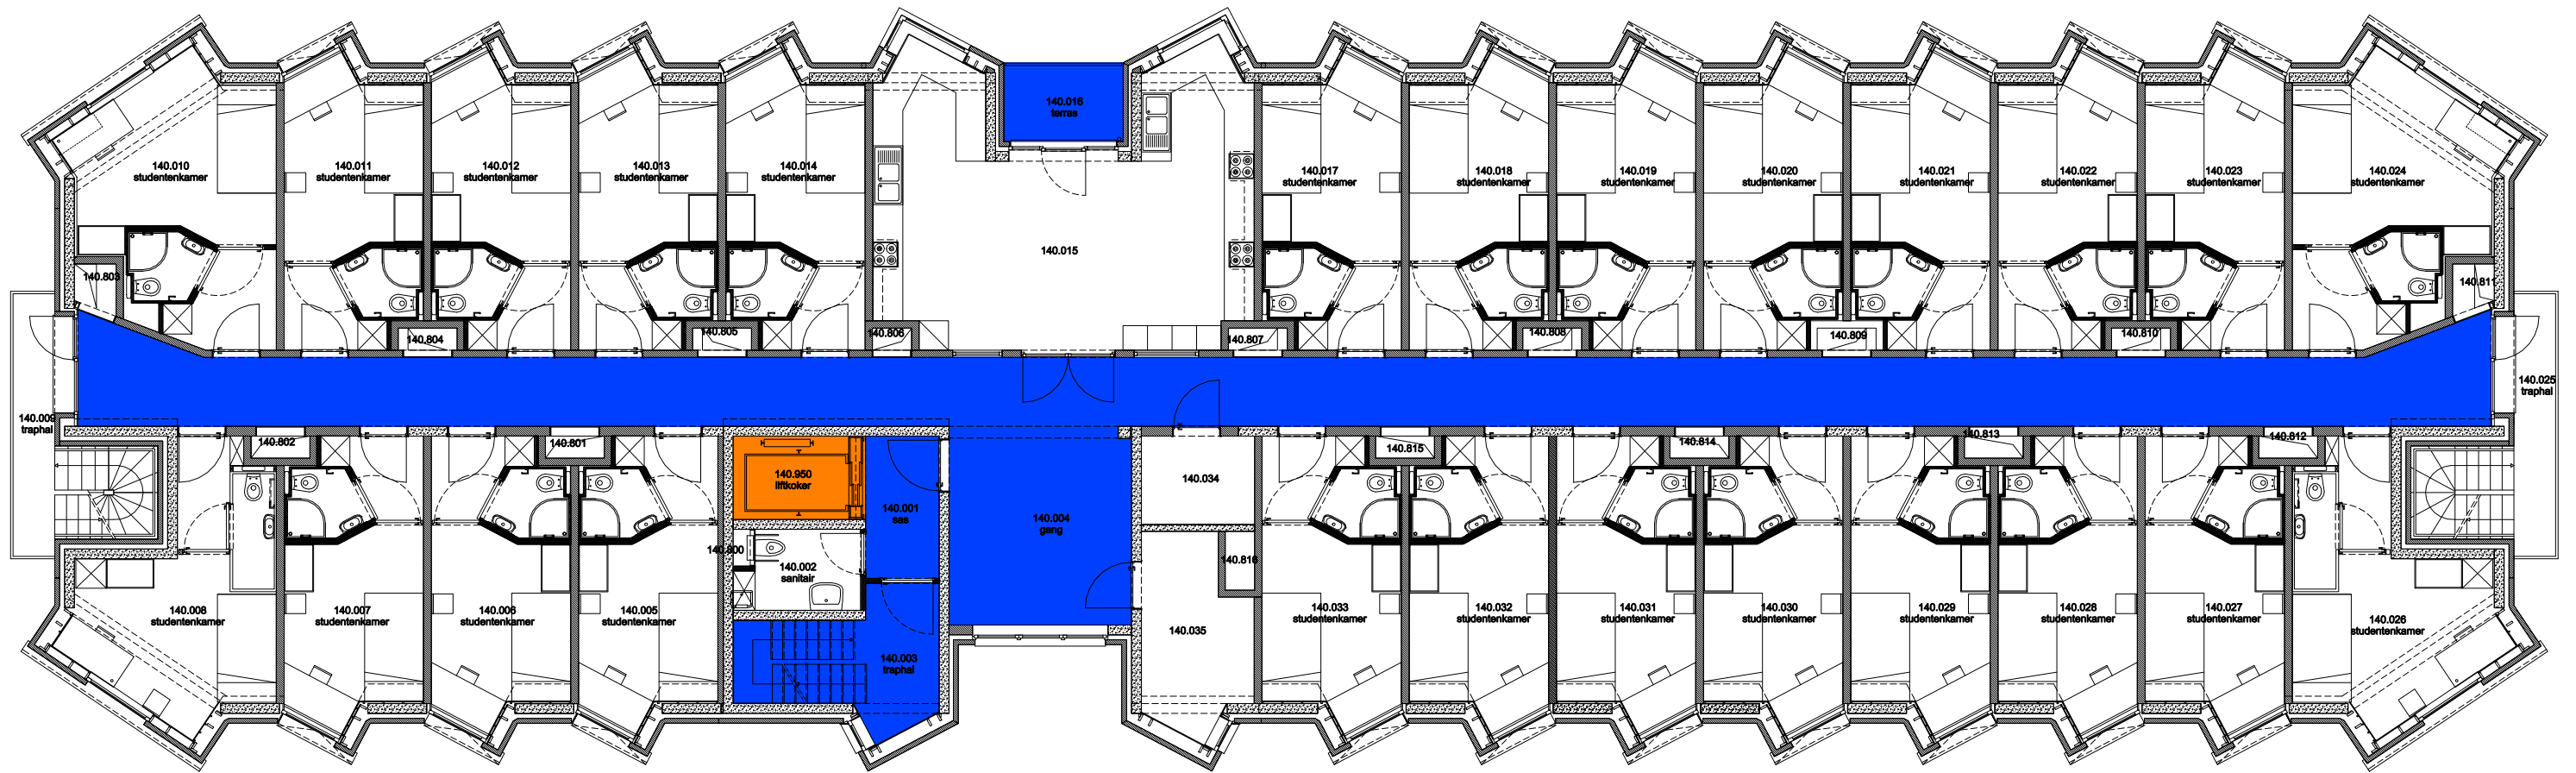 140.016
terras
140.010
studentenkamer
140.011
studentenkamer
140.012
studentenkamer
140.013
studentenkamer
140.014
studentenkamer
140.017
studentenkamer
140.018
studentenkamer
140.019
studentenkamer
140.020
studentenkamer
140.021
studentenkamer
140.022
studentenkamer
140.023
studentenkamer
140.024
studentenkamer
140.015
140.803
140.811
140.804
140.805
140.806
140.807
140.808
140.809
140.810
140.009
traphal
140.025
traphal
140.802
140.801
140.815
140.814
140.813
140.812
140.950
liftkoker
140.001
sas
140.004
gang
140.034
140.800
140.002
sanitair
140.816
140.008
studentenkamer
140.007
studentenkamer
140.006
studentenkamer
140.005
studentenkamer
140.003
traphal
140.035
140.033
studentenkamer
140.032
studentenkamer
140.031
studentenkamer
140.030
studentenkamer
140.029
studentenkamer
140.028
studentenkamer
140.027
studentenkamer
140.026
studentenkamer